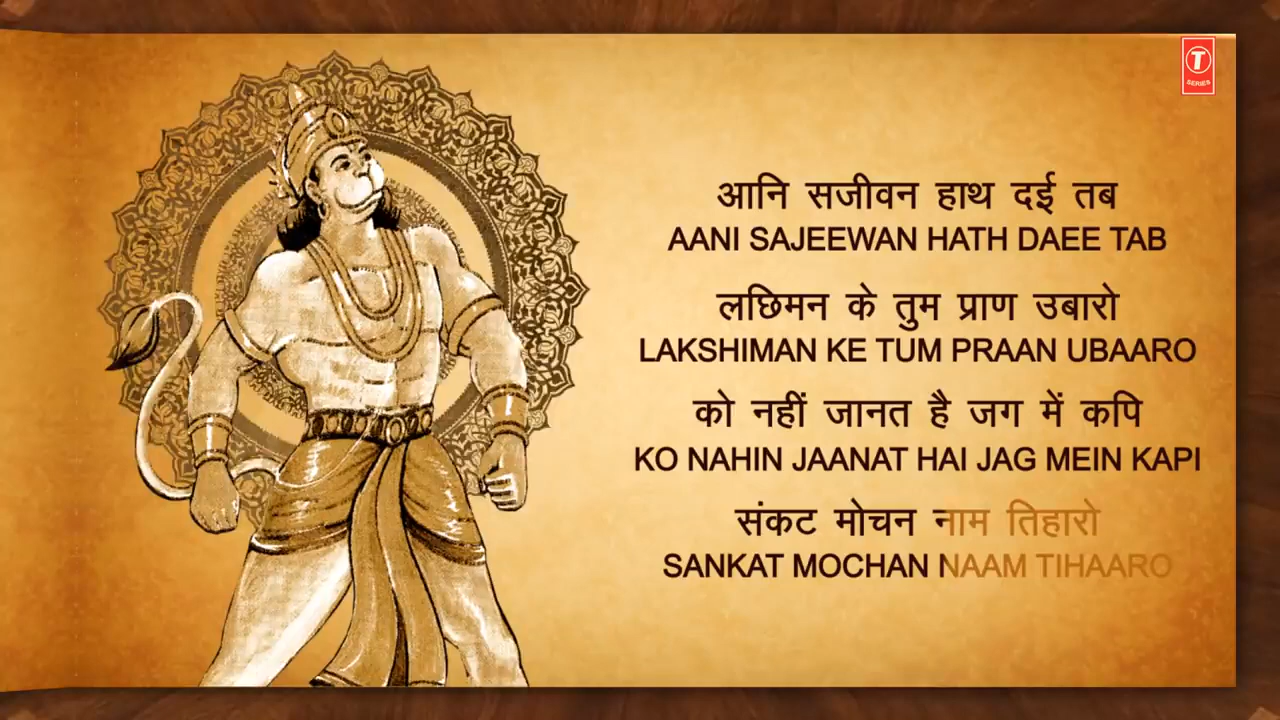 T
SERIES
आनि सजीवन हाथ दई तब
AANI SAJEEWAN HATH DAEE TAB
लछिमन के तुम प्राण उबारो
LAKSHIMAN KE TUM PRAAN UBAARO
को नहीं जानत है जग में कपि
KO NAHIN JAANAT HAI JAG MEIN KAPI
संकट मोचन नाम तिहारो
SANKAT MOCHAN NAAM TIHAARO